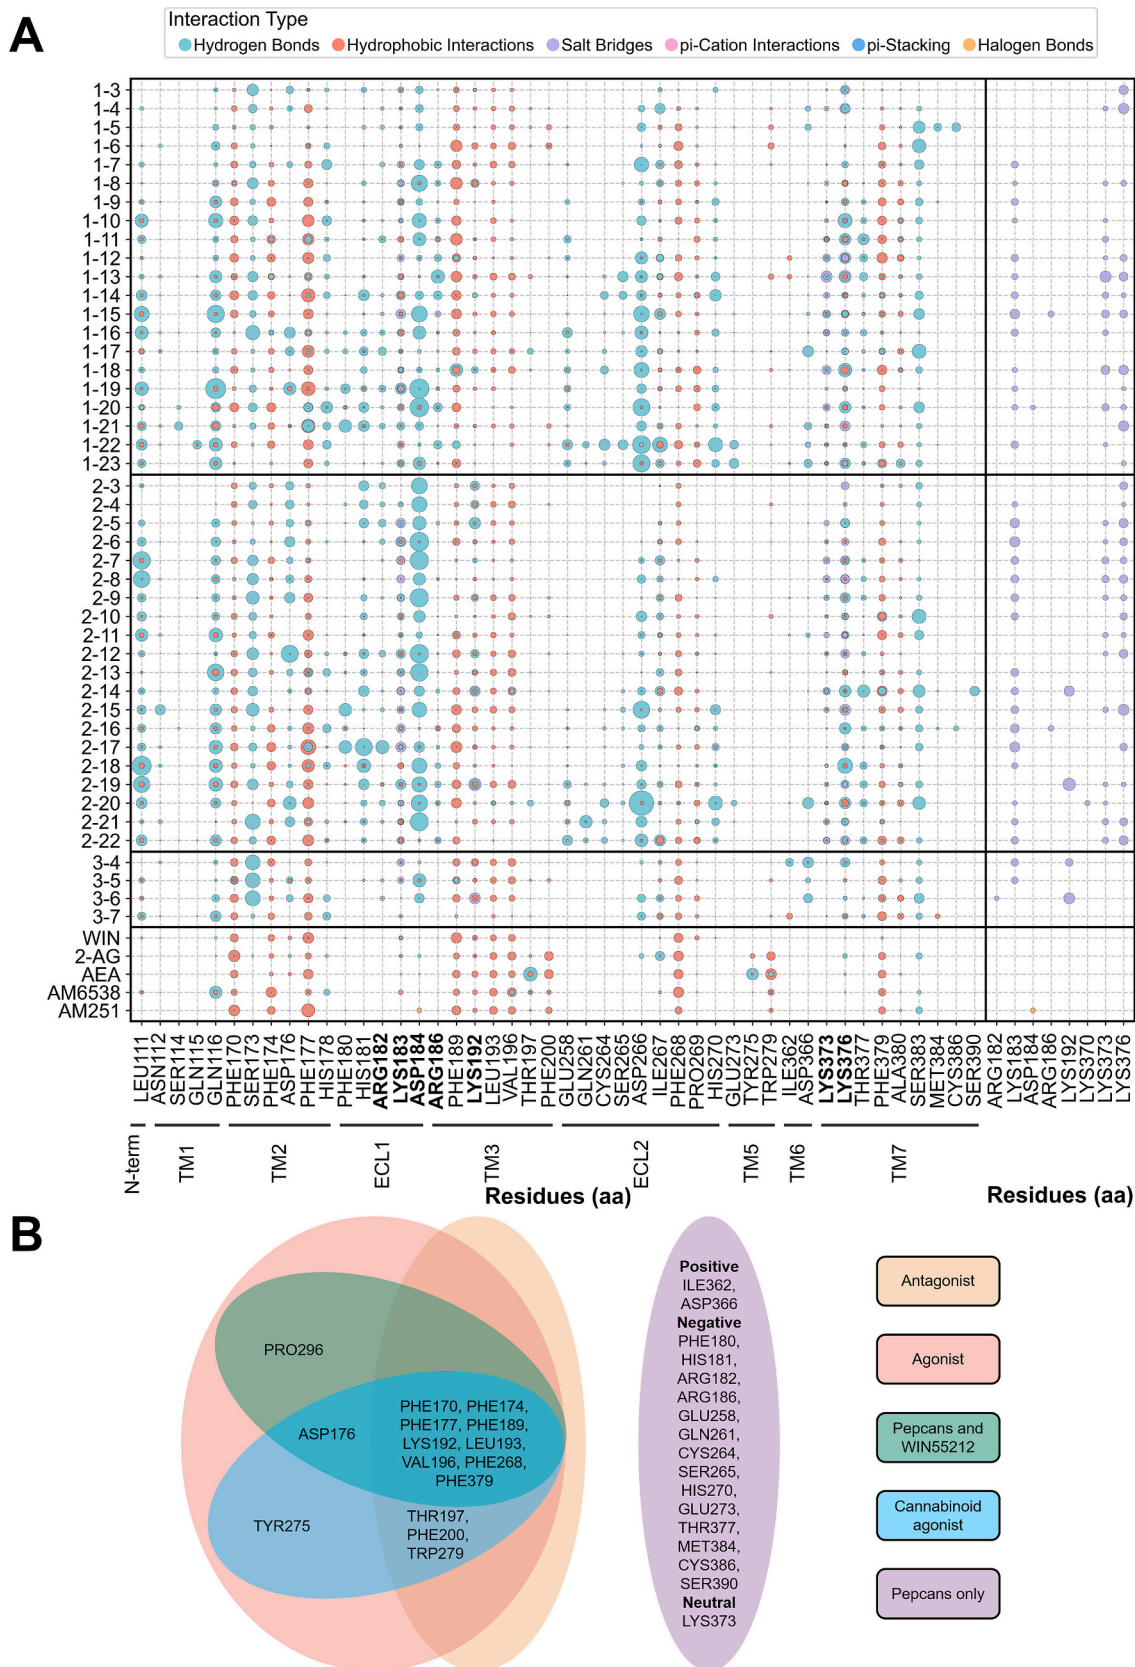 A
Interaction Type
Hydrogen Bonds Hydrophobic Interactions Salt Bridges pi-Cation Interactions pi-Stacking Halogen Bonds
1-3
1-4
1-5
1-6
1-7
1-8
1-9
1-10
1-11
1-12
1-13
1-14
1-15
1-16
1-17
1-18
1-19
1-20
1-21
1-22
1-23
2-3
2-4
2-5
2-6
2-7
2-8
2-9
2-10
2-11
2-12
2-13
2-14
2-15
2-16
2-17
2-18
2-19
2-20
2-21
2-22
3-4
3-5
3-6
3-7
WIN
2-AG
AEA
AM6538
AM251
LEU111
ASN112
SER114
GLN115
GLN116
PHE170
SER173
PHE174
ASP176
PHE177
HIS178
PHE180
HIS181
ARG182
LYS183
ASP184
ARG186
PHE189
LYS192
LEU193
VAL196
THR197
PHE200
GLU258
GLN261
CYS264
SER265
ASP266
ILE267
PHE268
PRO269
HIS270
GLU273
TYR275
TRP279
ILE362
ASP366
LYS373
LYS376
THR377
PHE379
ALA380
SER383
MET384
CYS386
SER390
ARG182
LYS183
ASP184
ARG186
LYS192
LYS370
LYS373
LYS376
N-term
TM1
TM2
ECL1
TM3
ECL2
TM5
TM6
TM7
Residues (aa)
Residues (aa)
B
PRO296
ASP176
TYR275
PHE170, PHE174,
PHE177, PHE189,
LYS192, LEU193,
VAL196, PHE268,
PHE379
THR197,
PHE200,
TRP279
Positive
ILE362,
ASP366
Negative
PHE180,
HIS181,
ARG182,
ARG186,
GLU258,
GLN261,
CYS264,
SER265,
HIS270,
GLU273,
THR377,
MET384,
CYS386,
SER390
Neutral
LYS373
Antagonist
Agonist
Pepcans and
WIN55212
Cannabinoid
agonist
Pepcans only